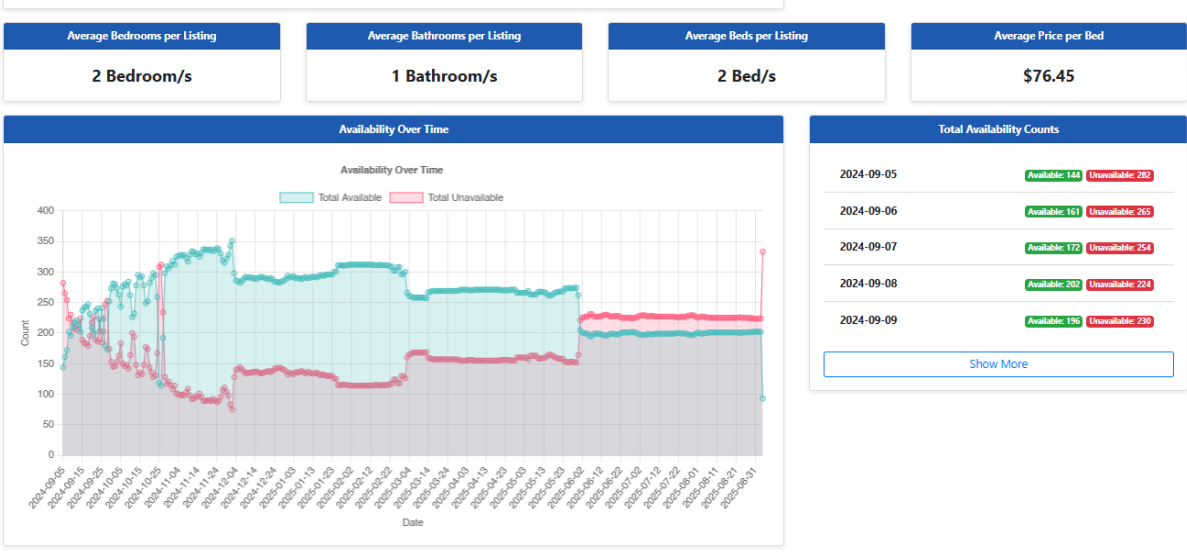 Average Bedrooms per Listing
2 Bedroom/s
Average Bathrooms per Listing
1 Bathroom/s
Average Beds per Listing
2 Bed/s
Average Price per Bed
$76.45
Availability Over Time
Availability Over Time
Total Available Total Unavailable
400
350
300
250
200
150
100
50
0
Count
2024-09-05
2024-09-15
2024-09-25
2024-10-05
2024-10-15
2024-10-25
2024-11-04
2024-11-14
2024-11-24
2024-12-04
2024-12-14
2024-12-24
2025-01-03
2025-01-13
2025-01-23
2025-02-02
2025-02-12
2025-02-22
2025-03-04
2025-03-14
2025-03-24
2025-04-03
2025-04-13
2025-04-23
2025-05-03
2025-05-13
2025-05-23
2025-06-02
2025-06-12
2025-06-22
2025-07-02
2025-07-12
2025-07-22
2025-08-01
2025-08-11
2025-08-21
2025-08-31
Date
Total Availability Counts
2024-09-05 Available: 144 Unavailable: 282
2024-09-06 Available: 161 Unavailable: 265
2024-09-07 Available: 172 Unavailable: 254
2024-09-08 Available: 202 Unavailable: 224
2024-09-09 Available: 196 Unavailable: 230
Show More